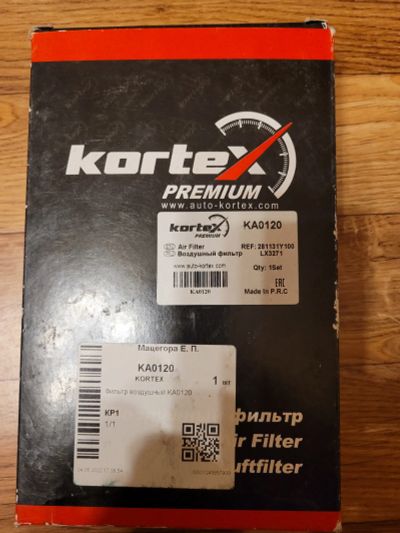 kortex
PREMIUM
www.auto-kortex.com
kortex KA0120
PREMIUM
Air Filter REF: 281131Y100
Воздушный фильтр LX3271
www.auto-kortex.com Qty: 1Set
KA0120 Made In P.R.C
EAC
Мацегора Е. П.
KA0120
KORTEX 1 шт
Фильтр воздушный KA0120
KP1
1/1
фильтр
ir Filter
uftfilter